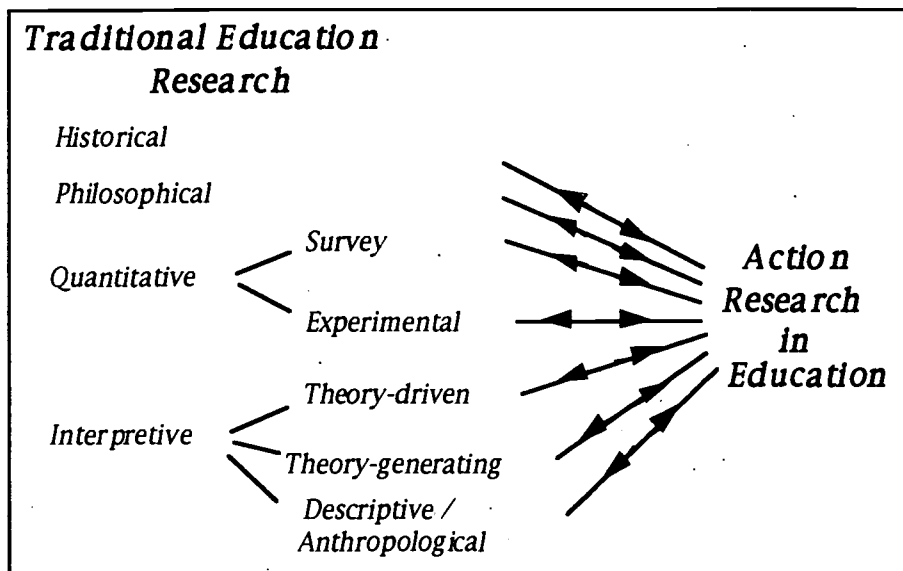 Traditional Education
Research
Historical
Philosophical
Quantitative
Survey
Experimental
Interpretive
Theory-driven
Theory-generating
Descriptive /
Anthropological
Action
Research
in
Education